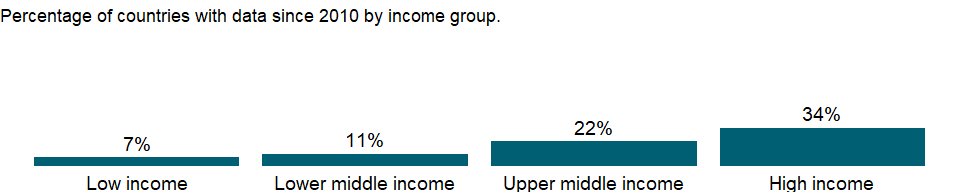 Percentage of countries with data since 2010 by income group.
7%
11%
22%
34%
Low income
Lower middle income
Upper middle income
High income